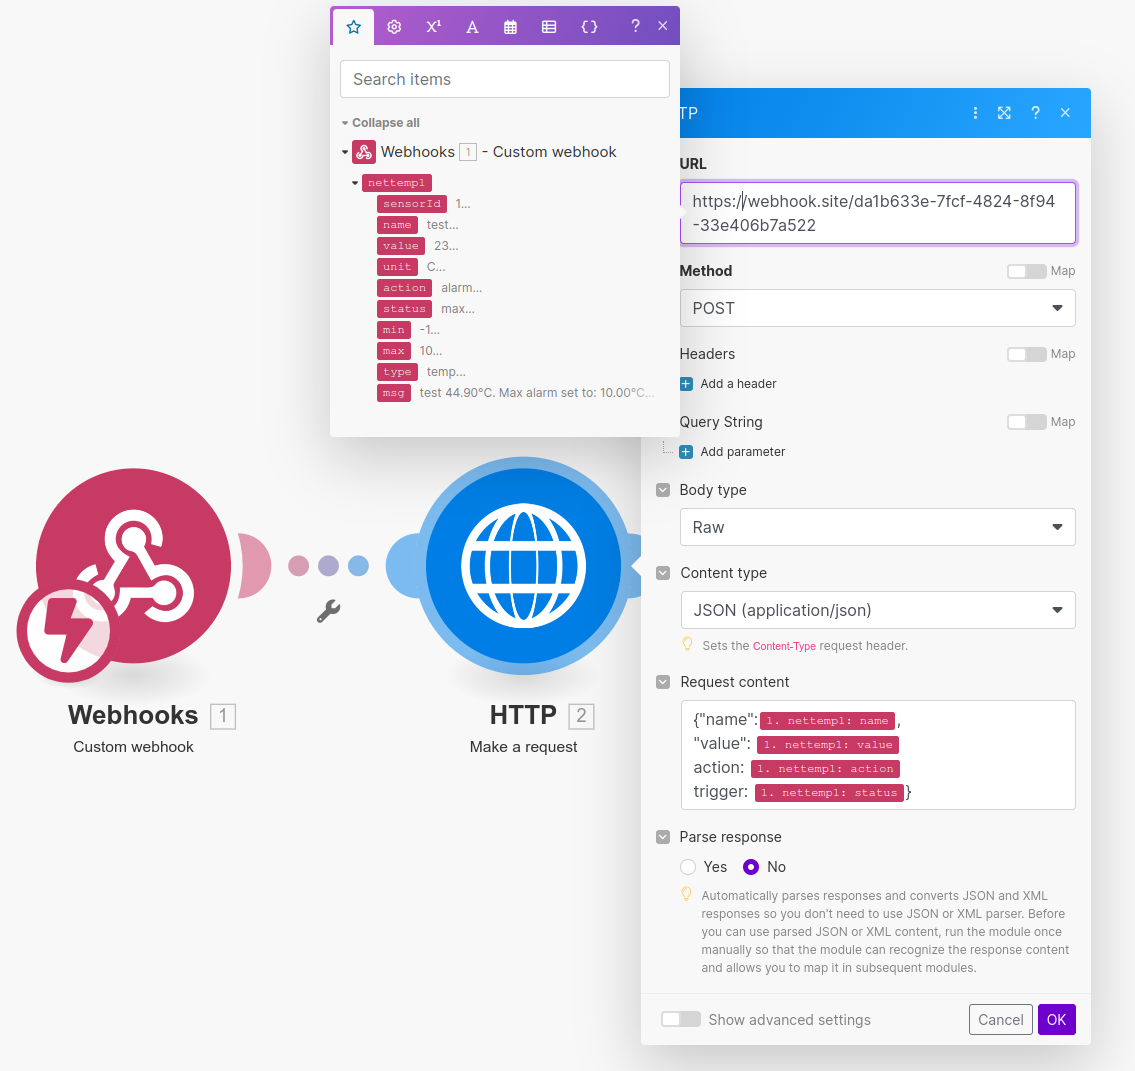 X¹ A {} ? ×
Search items
Collapse all
Webhooks 1 - Custom webhook
nettemp1
sensorId 1...
name test...
value 23...
unit C...
action alarm...
status max...
min -1...
max 10...
type temp...
msg test 44.90°C. Max alarm set to: 10.00°C...
TP ? ×
URL
https://webhook.site/da1b633e-7fcf-4824-8f94
-33e406b7a522
Method Map
POST
Headers Map
Add a header
Query String Map
Add parameter
Body type
Raw
Content type
JSON (application/json)
Sets the Content-Type request header.
Request content
{"name": 1. nettemp1: name ,
"value": 1. nettemp1: value
action: 1. nettemp1: action
trigger: 1. nettemp1: status }
Parse response
Yes No
Automatically parses responses and converts JSON and XML
responses so you don't need to use JSON or XML parser. Before
you can use parsed JSON or XML content, run the module once
manually so that the module can recognize the response content
and allows you to map it in subsequent modules.
Show advanced settings Cancel OK
Webhooks 1
Custom webhook
HTTP 2
Make a request